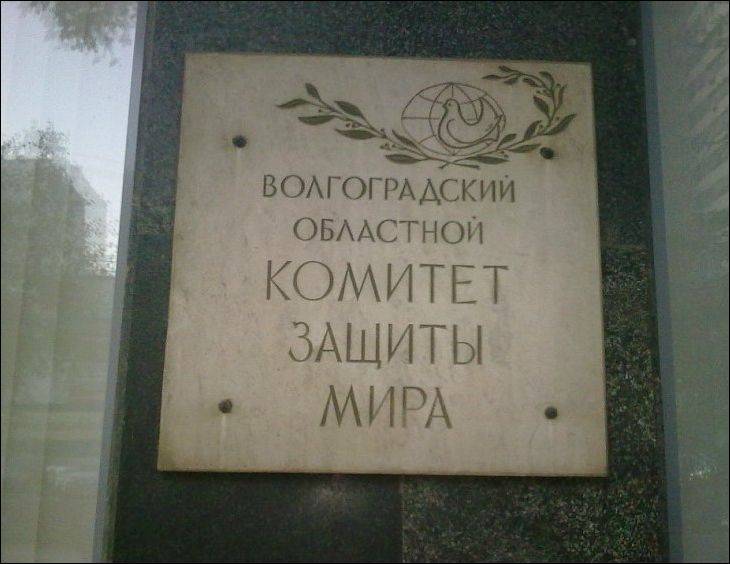 ВОЛГОГРАДСКИЙ
ОБЛАСТНОЙ
КОМИТЕТ
ЗАЩИТЫ
МИРА